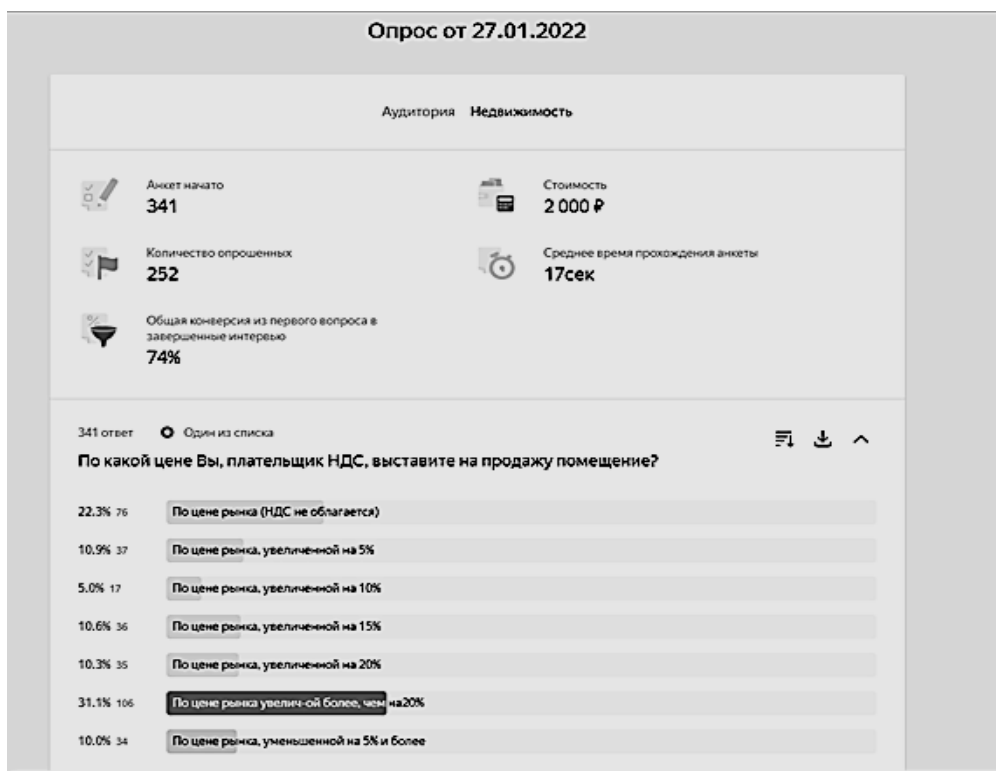 Опрос от 27.01.2022
Аудитория Недвижимость
Анкет начато
341
Стоимость
2 000 ₽
Количество опрошенных
252
Среднее время прохождения анкеты
17сек
Общая конверсия из первого вопроса в
завершенные интервью
74%
341 ответ Один из списка
По какой цене Вы, плательщик НДС, выставите на продажу помещение?
22.3% 76 По цене рынка (НДС не облагается)
10.9% 37 По цене рынка, увеличенной на 5%
5.0% 17 По цене рынка, увеличенной на 10%
10.6% 36 По цене рынка, увеличенной на 15%
10.3% 35 По цене рынка, увеличенной на 20%
31.1% 106 По цене рынка увелич-ой более, чем на20%
10.0% 34 По цене рынка, уменьшенной на 5% и более